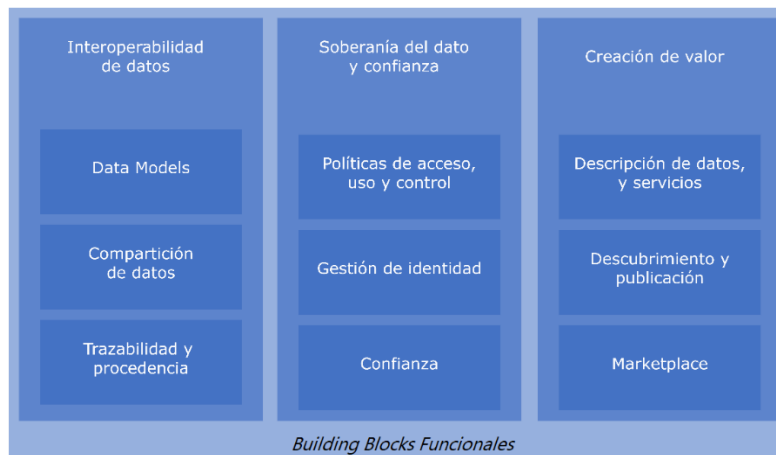 Interoperabilidad
de datos
Data Models
Compartición
de datos
Trazabilidad y
procedencia
Soberanía del dato
y confianza
Políticas de acceso,
uso y control
Gestión de identidad
Confianza
Creación de valor
Descripción de datos,
y servicios
Descubrimiento y
publicación
Marketplace
Building Blocks Funcionales